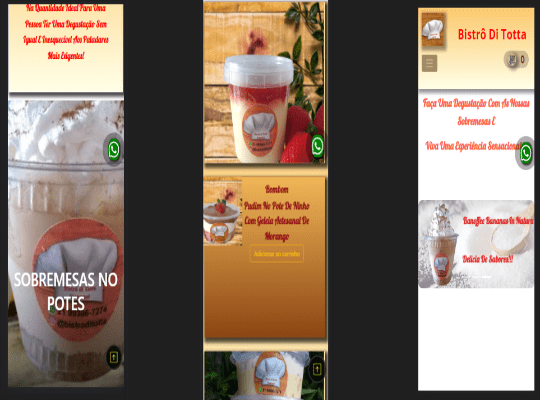 Na Quantidade Ideal Para Uma
Pessoa Ter Uma Degustação Sem
Igual E Inesquecível Aos Paladares
Mais Exigentes!
SOBREMESAS NO
POTES
@bistroditotta
Bombom
Pudim No Pote De Ninho
Com Geleia Artesanal De
Morango
Adicionar ao carrinho
Bistrô Di Totta
0
Faça Uma Degustação Com As Nossas
Sobremesas E
Viva Uma Experiência Sensacional
Banoffee Bananas In Natura
Delícia De Sabores!!!